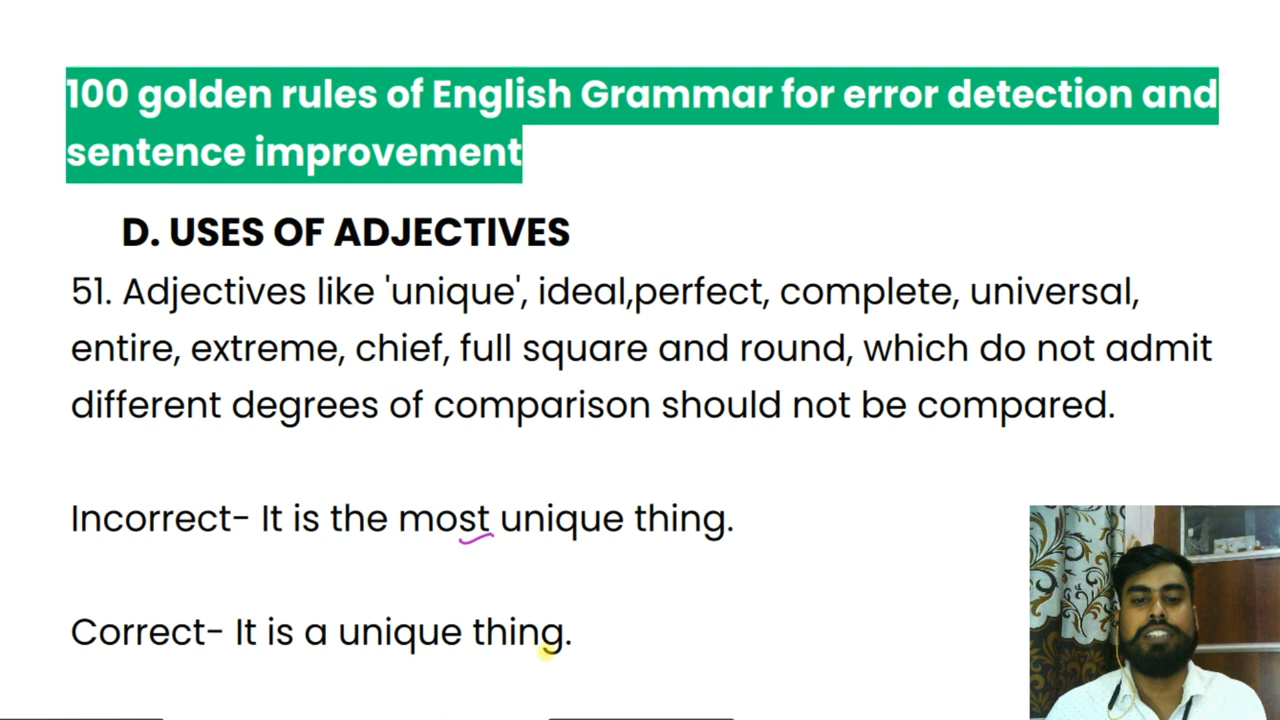 100 golden rules of English Grammar for error detection and
sentence improvement
D. USES OF ADJECTIVES
51. Adjectives like 'unique', ideal,perfect, complete, universal,
entire, extreme, chief, full square and round, which do not admit
different degrees of comparison should not be compared.
Incorrect- It is the most unique thing.
Correct- It is a unique thing.